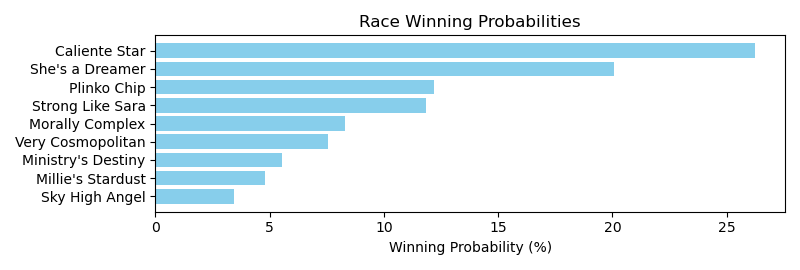 Race Winning Probabilities
Caliente Star
She's a Dreamer
Plinko Chip
Strong Like Sara
Morally Complex
Very Cosmopolitan
Ministry's Destiny
Millie's Stardust
Sky High Angel
0 5 10 15 20 25
Winning Probability (%)